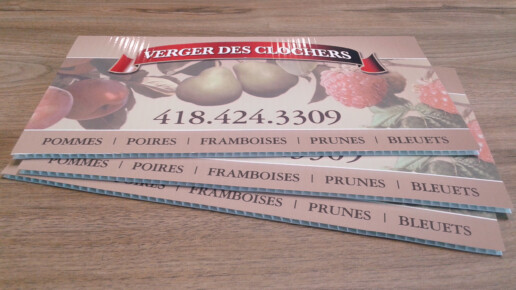 VERGER DES CLOCHERS
418.424.3309
POMMES | POIRES | FRAMBOISES | PRUNES | BLEUETS
3309
POMMES | POIRES | FRAMBOISES | PRUNES | BLEUETS
FRAMBOISES | PRUNES | BLEUETS